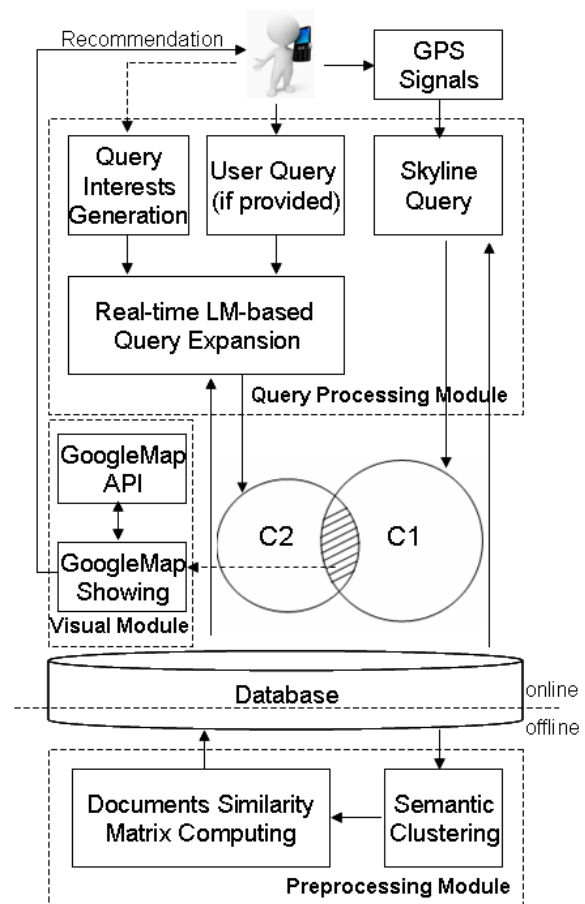 Recommendation
GPS
Signals
Query
Interests
Generation
User Query
(if provided)
Skyline
Query
Real-time LM-based
Query Expansion
Query Processing Module
GoogleMap
API
GoogleMap
Showing
Visual Module
C2
C1
Database
online
offline
Documents Similarity
Matrix Computing
Semantic
Clustering
Preprocessing Module